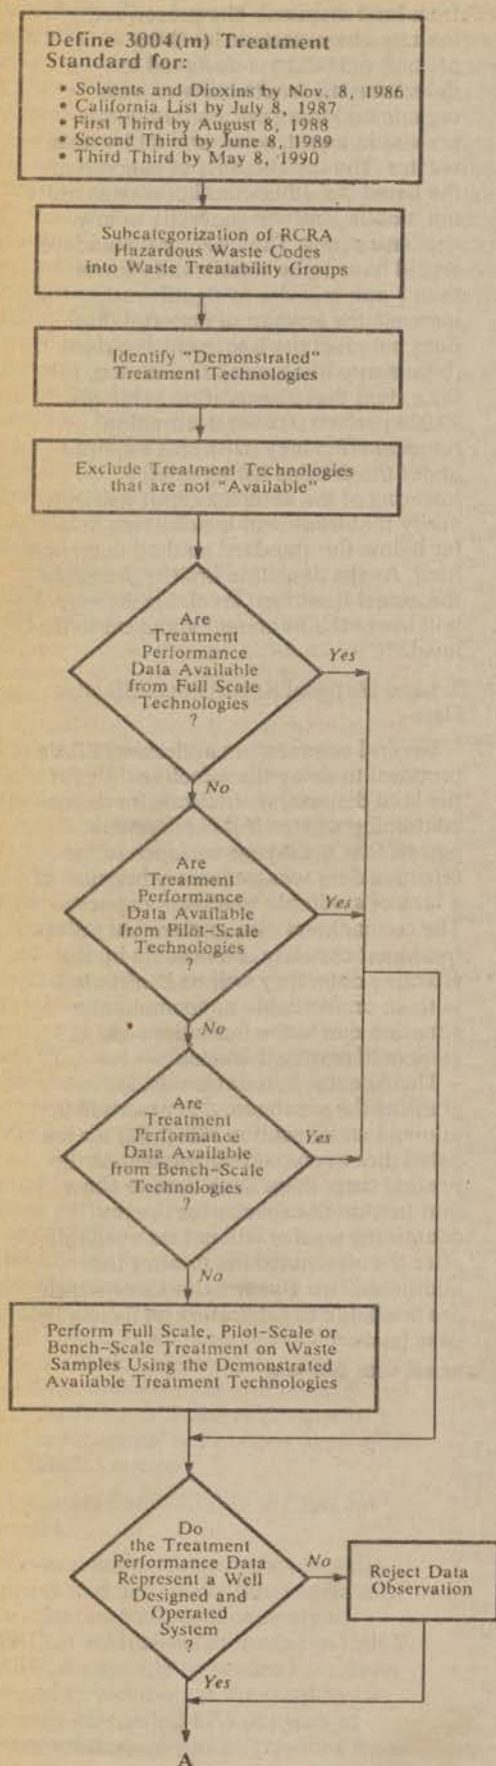 Define 3004(m) Treatment
Standard for:
• Solvents and Dioxins by Nov. 8, 1986
• California List by July 8, 1987
• First Third by August 8, 1988
• Second Third by June 8, 1989
• Third Third by May 8, 1990
Subcategorization of RCRA
Hazardous Waste Codes
into Waste Treatability Groups
Identify "Demonstrated"
Treatment Technologies
Exclude Treatment Technologies
that are not "Available"
Are
Treatment
Performance
Data Available
from Full Scale
Technologies
?
Yes
No
Are
Treatment
Performance
Data Available
from Pilot-Scale
Technologies
?
Yes
No
Are
Treatment
Performance
Data Available
from Bench-Scale
Technologies
?
Yes
No
Perform Full Scale, Pilot-Scale or
Bench-Scale Treatment on Waste
Samples Using the Demonstrated
Available Treatment Technologies
Do
the Treatment
Performance Data
Represent a Well
Designed and
Operated
System
?
No
Reject Data
Observation
Yes
A